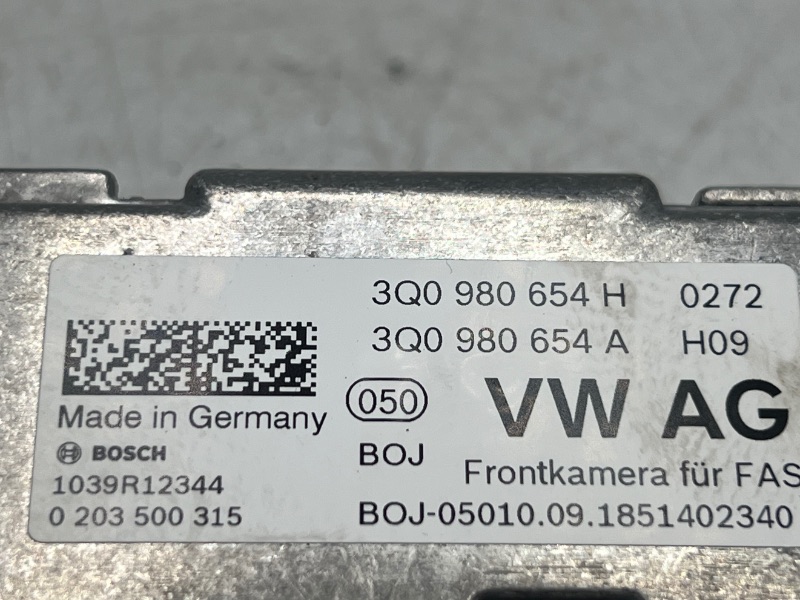 3Q0 980 654 H 0272
3Q0 980 654 A H09
050 VW AG
Made in Germany
BOSCH BOJ Frontkamera für FAS
1039R12344
0 203 500 315 BOJ-05010.09.1851402340